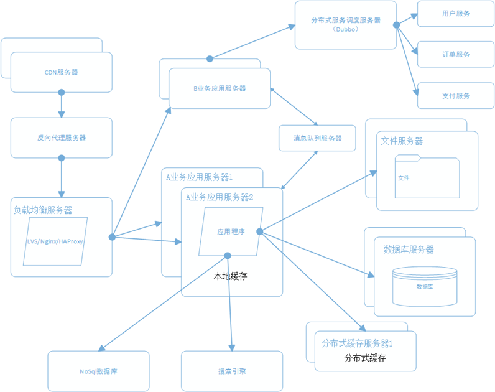 分布式服务调度服务器
（Dubbo）
用户服务
订单服务
支付服务
CDN服务器
B业务应用服务器
反向代理服务器
消息队列服务器
文件服务器
文件
A业务应用服务器1
A业务应用服务器2
负载均衡服务器
LVS/Nginx/HAProxy
应用程序
本地缓存
数据库服务器
数据库
分布式缓存服务器1
分布式缓存
NoSql数据库
搜索引擎